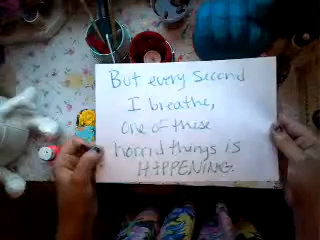 But every second
I breathe,
one of these
horrid things is
HAPPENING.